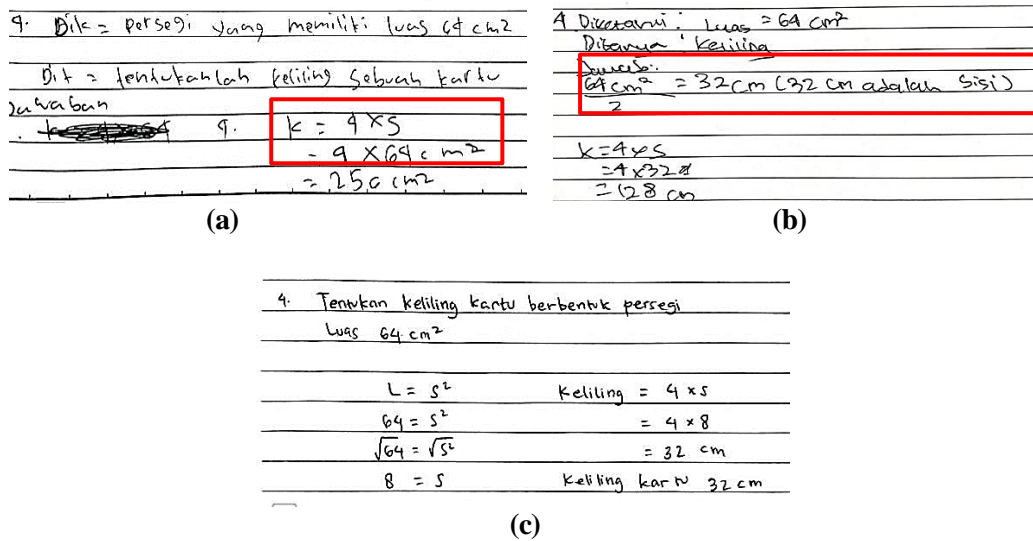 4. Dik = persegi yang memiliki luas 64 cm2
Dit = tentukanlah keliling sebuah kartu
Jawaban
4. k = 4 x s
= 4 x 64 cm2
= 256 cm2
(a)
4 Diketahui : Luas = 64 cm2
Ditanya : Keliling
Jawab :
64 cm2 / 2 = 32 cm (32 cm adalah sisi)
K = 4 x s
= 4 x 32
= 128 cm
(b)
4. Tentukan keliling kartu berbentuk persegi
Luas 64 cm2
L = s2
64 = s2
√64 = √s2
8 = s
Keliling = 4 x s
= 4 x 8
= 32 cm
Keliling kartu 32 cm
(c)